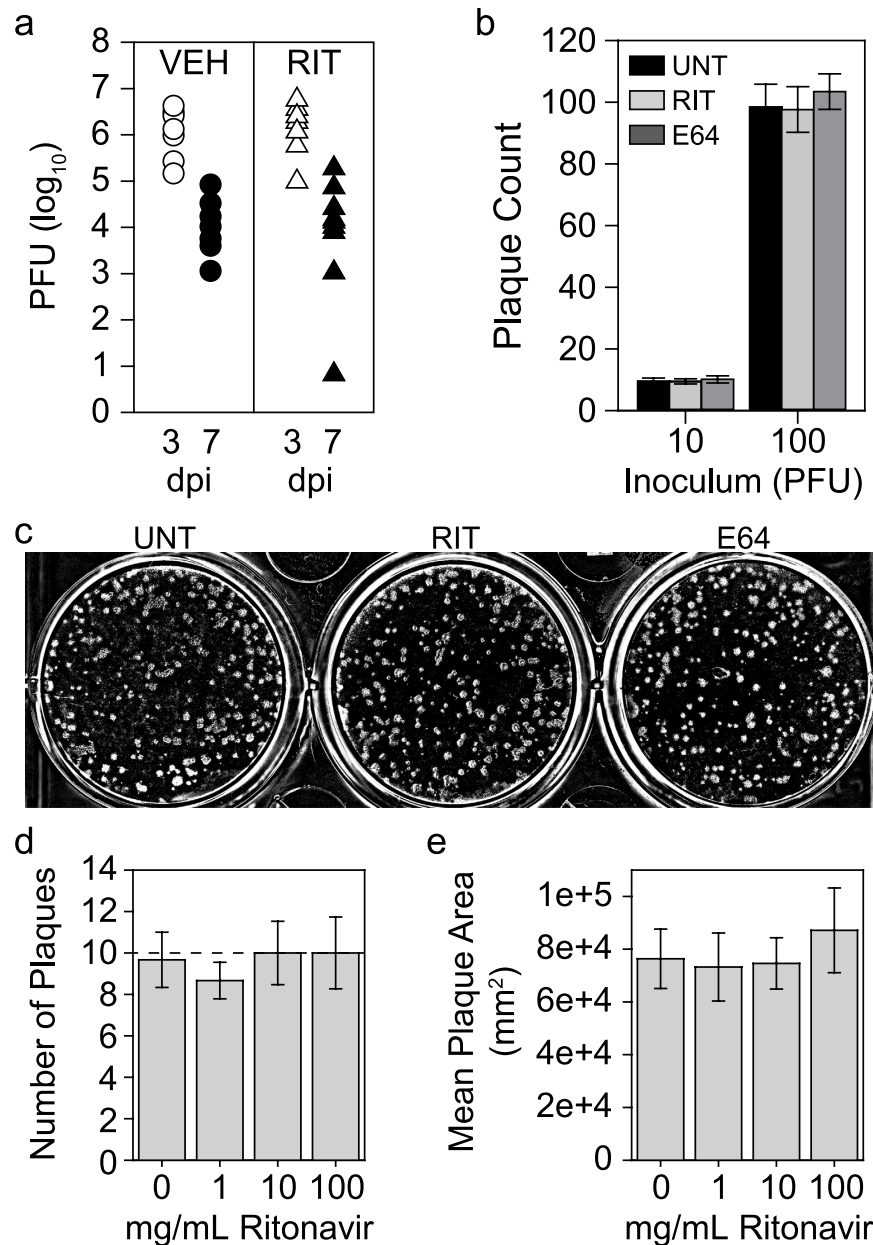 a
VEH RIT
8
7
6
5
4
3
2
1
0
PFU (log10)
3 7 3 7
dpi dpi
b
120
100
80
60
40
20
0
Plaque Count
UNT
RIT
E64
10 100
Inoculum (PFU)
c
UNT RIT E64
d
14
12
10
8
6
4
2
0
Number of Plaques
0 1 10 100
mg/mL Ritonavir
e
1e+5
8e+4
6e+4
4e+4
2e+4
0
Mean Plaque Area
(mm²)
0 1 10 100
mg/mL Ritonavir